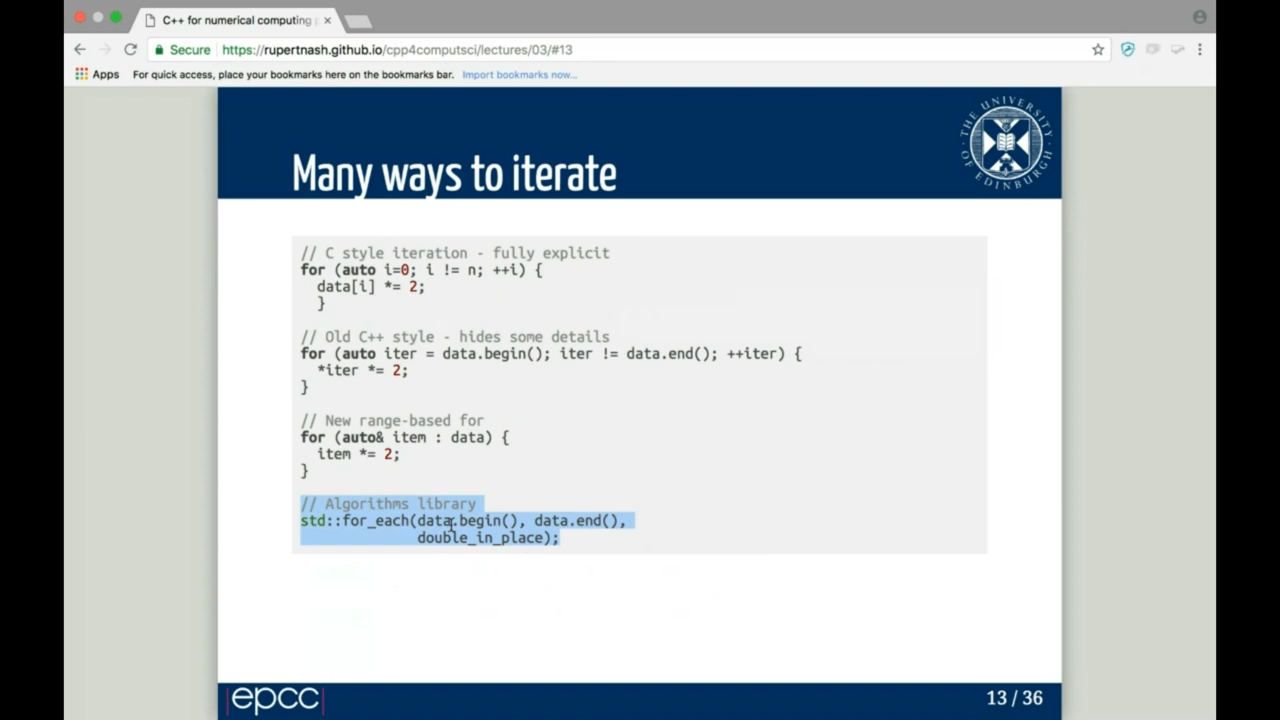 C++ for numerical computing
Secure https://rupertnash.github.io/cpp4computsci/lectures/03/#13
Apps For quick access, place your bookmarks here on the bookmarks bar. Import bookmarks now...
THE UNIVERSITY OF EDINBURGH
Many ways to iterate
// C style iteration - fully explicit
for (auto i=0; i != n; ++i) {
  data[i] *= 2;
  }
// Old C++ style - hides some details
for (auto iter = data.begin(); iter != data.end(); ++iter) {
  *iter *= 2;
}
// New range-based for
for (auto& item : data) {
  item *= 2;
}
// Algorithms library
std::for_each(data.begin(), data.end(),
              double_in_place);
|epcc|
13 / 36